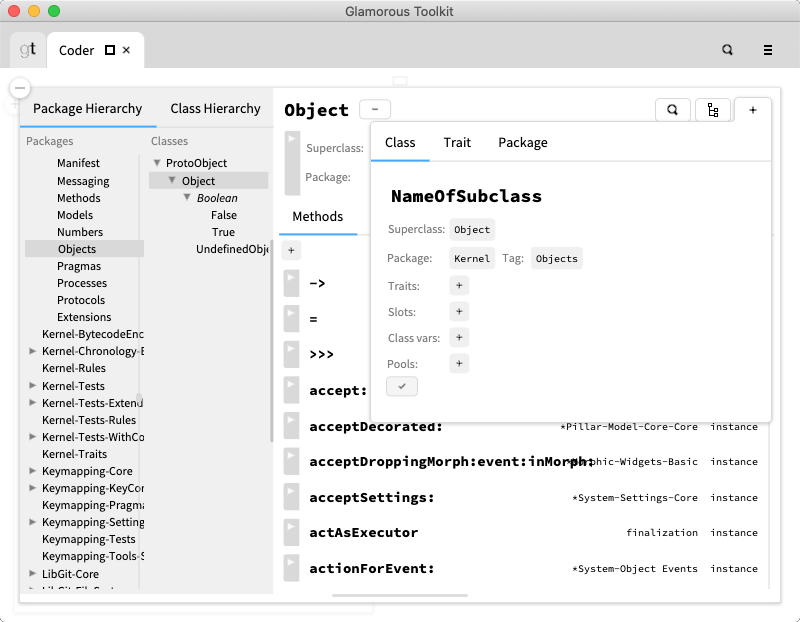 Glamorous Toolkit
gt
Coder
Package Hierarchy
Class Hierarchy
Packages
Classes
Manifest
Messaging
Methods
Models
Numbers
Objects
Pragmas
Processes
Protocols
Extensions
Kernel-BytecodeEnc
Kernel-Chronology-E
Kernel-Rules
Kernel-Tests
Kernel-Tests-Extend
Kernel-Tests-Rules
Kernel-Tests-WithCo
Kernel-Traits
Keymapping-Core
Keymapping-KeyCor
Keymapping-Pragma
Keymapping-Setting
Keymapping-Tests
Keymapping-Tools-S
LibGit-Core
ProtoObject
Object
Boolean
False
True
UndefinedObje
Object
Superclass:
Package:
Methods
+
->
=
>>>
accept:
acceptDecorated: *Pillar-Model-Core-Core instance
acceptDroppingMorph:event:inMorph: -Widgets-Basic instance
acceptSettings: *System-Settings-Core instance
actAsExecutor finalization instance
actionForEvent: *System-Object Events instance
+
Class Trait Package
NameOfSubclass
Superclass: Object
Package: Kernel Tag: Objects
Traits: +
Slots: +
Class vars: +
Pools: +